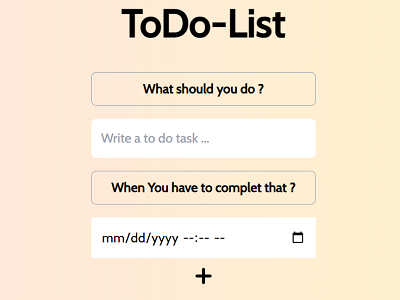 ToDo-List
What should you do ?
Write a to do task ...
When You have to complet that ?
mm/dd/yyyy --:-- --